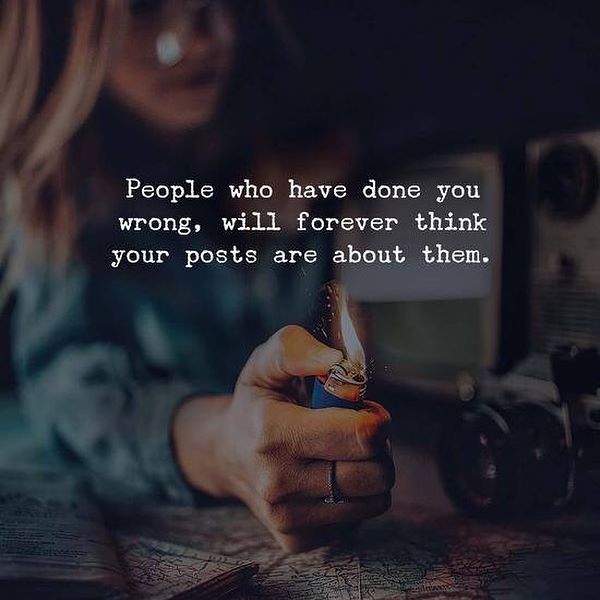 People who have done you
wrong, will forever think
your posts are about them.